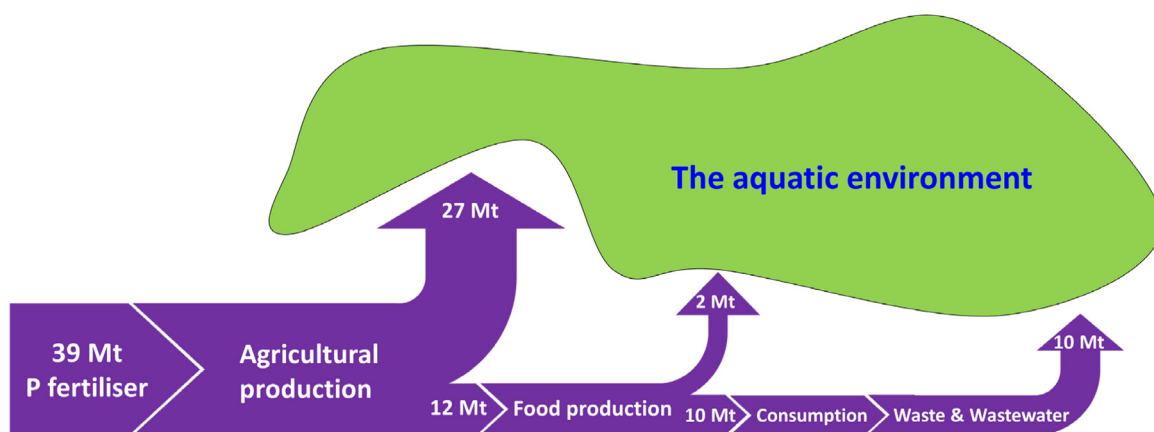 The aquatic environment
27 Mt
2 Mt
10 Mt
39 Mt
P fertiliser
Agricultural
production
12 Mt
Food production
10 Mt
Consumption
Waste & Wastewater